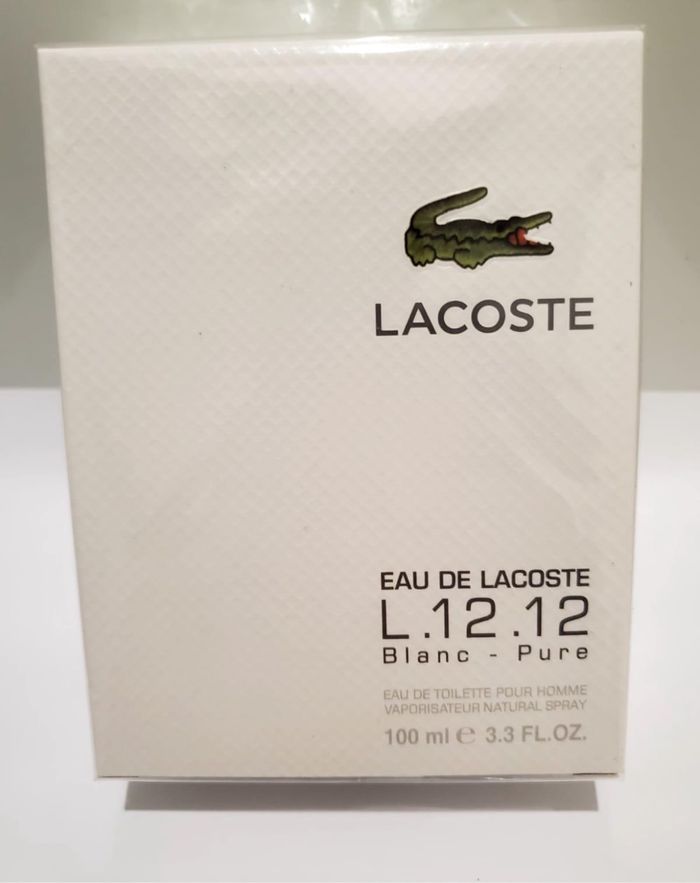 LACOSTE
EAU DE LACOSTE
L.12.12
Blanc - Pure
EAU DE TOILETTE POUR HOMME
VAPORISATEUR NATURAL SPRAY
100 ml ℮ 3.3 FL.OZ.